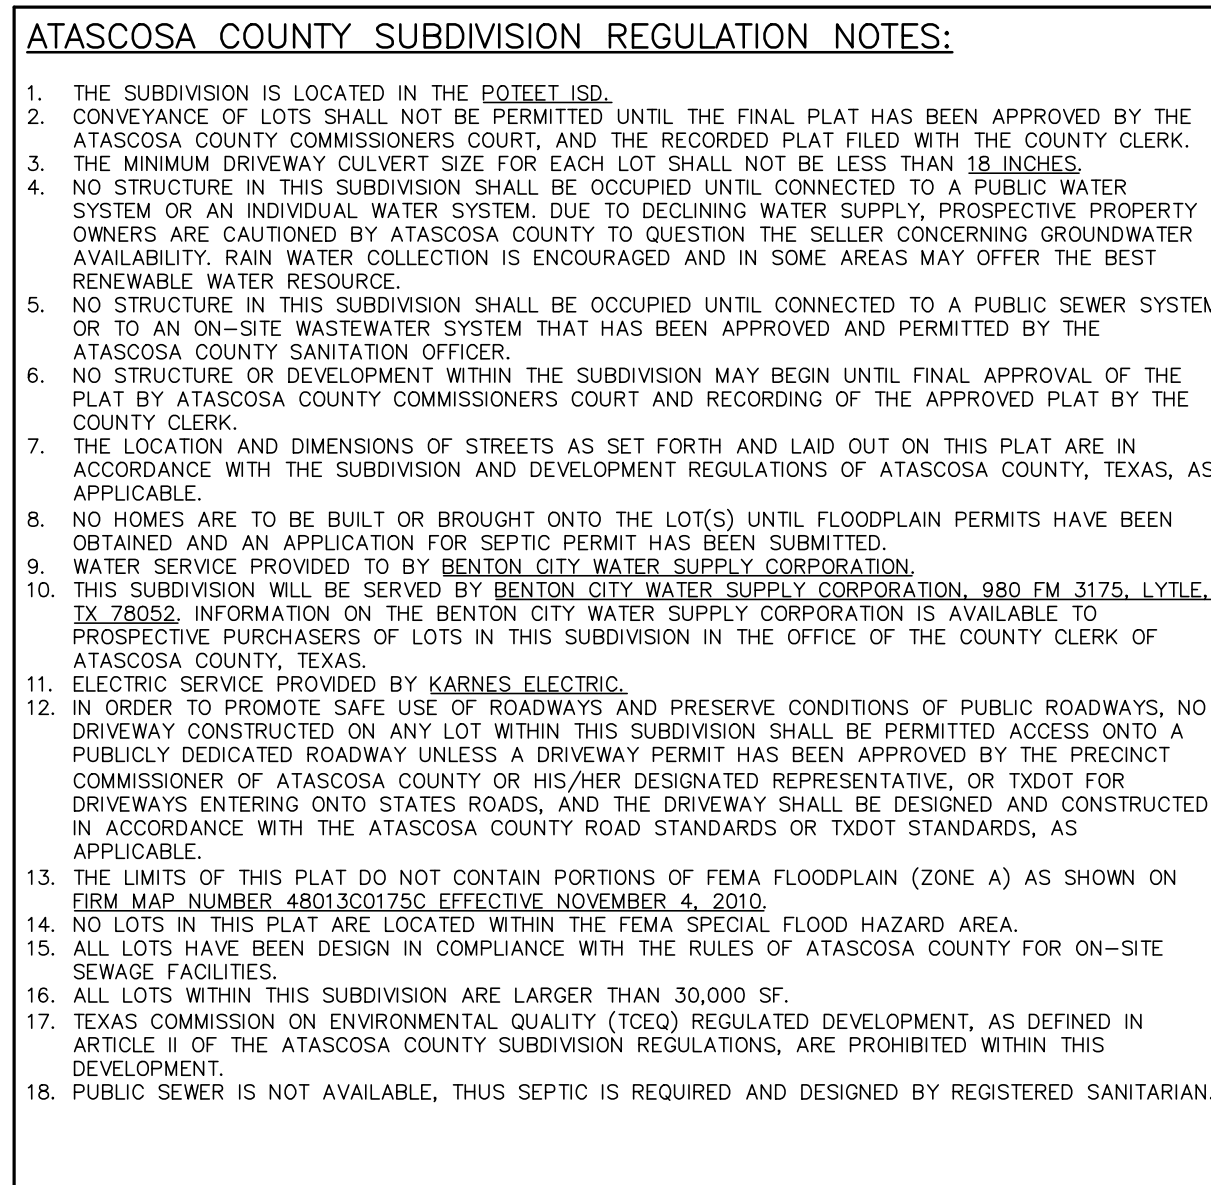 ATASCOSA COUNTY SUBDIVISION REGULATION NOTES:
1. THE SUBDIVISION IS LOCATED IN THE POTEET ISD.
2. CONVEYANCE OF LOTS SHALL NOT BE PERMITTED UNTIL THE FINAL PLAT HAS BEEN APPROVED BY THE
ATASCOSA COUNTY COMMISSIONERS COURT, AND THE RECORDED PLAT FILED WITH THE COUNTY CLERK.
3. THE MINIMUM DRIVEWAY CULVERT SIZE FOR EACH LOT SHALL NOT BE LESS THAN 18 INCHES.
4. NO STRUCTURE IN THIS SUBDIVISION SHALL BE OCCUPIED UNTIL CONNECTED TO A PUBLIC WATER
SYSTEM OR AN INDIVIDUAL WATER SYSTEM. DUE TO DECLINING WATER SUPPLY, PROSPECTIVE PROPERTY
OWNERS ARE CAUTIONED BY ATASCOSA COUNTY TO QUESTION THE SELLER CONCERNING GROUNDWATER
AVAILABILITY. RAIN WATER COLLECTION IS ENCOURAGED AND IN SOME AREAS MAY OFFER THE BEST
RENEWABLE WATER RESOURCE.
5. NO STRUCTURE IN THIS SUBDIVISION SHALL BE OCCUPIED UNTIL CONNECTED TO A PUBLIC SEWER SYSTEM
OR TO AN ON-SITE WASTEWATER SYSTEM THAT HAS BEEN APPROVED AND PERMITTED BY THE
ATASCOSA COUNTY SANITATION OFFICER.
6. NO STRUCTURE OR DEVELOPMENT WITHIN THE SUBDIVISION MAY BEGIN UNTIL FINAL APPROVAL OF THE
PLAT BY ATASCOSA COUNTY COMMISSIONERS COURT AND RECORDING OF THE APPROVED PLAT BY THE
COUNTY CLERK.
7. THE LOCATION AND DIMENSIONS OF STREETS AS SET FORTH AND LAID OUT ON THIS PLAT ARE IN
ACCORDANCE WITH THE SUBDIVISION AND DEVELOPMENT REGULATIONS OF ATASCOSA COUNTY, TEXAS, AS
APPLICABLE.
8. NO HOMES ARE TO BE BUILT OR BROUGHT ONTO THE LOT(S) UNTIL FLOODPLAIN PERMITS HAVE BEEN
OBTAINED AND AN APPLICATION FOR SEPTIC PERMIT HAS BEEN SUBMITTED.
9. WATER SERVICE PROVIDED TO BY BENTON CITY WATER SUPPLY CORPORATION.
10. THIS SUBDIVISION WILL BE SERVED BY BENTON CITY WATER SUPPLY CORPORATION, 980 FM 3175, LYTLE,
TX 78052. INFORMATION ON THE BENTON CITY WATER SUPPLY CORPORATION IS AVAILABLE TO
PROSPECTIVE PURCHASERS OF LOTS IN THIS SUBDIVISION IN THE OFFICE OF THE COUNTY CLERK OF
ATASCOSA COUNTY, TEXAS.
11. ELECTRIC SERVICE PROVIDED BY KARNES ELECTRIC.
12. IN ORDER TO PROMOTE SAFE USE OF ROADWAYS AND PRESERVE CONDITIONS OF PUBLIC ROADWAYS, NO
DRIVEWAY CONSTRUCTED ON ANY LOT WITHIN THIS SUBDIVISION SHALL BE PERMITTED ACCESS ONTO A
PUBLICLY DEDICATED ROADWAY UNLESS A DRIVEWAY PERMIT HAS BEEN APPROVED BY THE PRECINCT
COMMISSIONER OF ATASCOSA COUNTY OR HIS/HER DESIGNATED REPRESENTATIVE, OR TXDOT FOR
DRIVEWAYS ENTERING ONTO STATES ROADS, AND THE DRIVEWAY SHALL BE DESIGNED AND CONSTRUCTED
IN ACCORDANCE WITH THE ATASCOSA COUNTY ROAD STANDARDS OR TXDOT STANDARDS, AS
APPLICABLE.
13. THE LIMITS OF THIS PLAT DO NOT CONTAIN PORTIONS OF FEMA FLOODPLAIN (ZONE A) AS SHOWN ON
FIRM MAP NUMBER 48013C0175C EFFECTIVE NOVEMBER 4, 2010.
14. NO LOTS IN THIS PLAT ARE LOCATED WITHIN THE FEMA SPECIAL FLOOD HAZARD AREA.
15. ALL LOTS HAVE BEEN DESIGN IN COMPLIANCE WITH THE RULES OF ATASCOSA COUNTY FOR ON-SITE
SEWAGE FACILITIES.
16. ALL LOTS WITHIN THIS SUBDIVISION ARE LARGER THAN 30,000 SF.
17. TEXAS COMMISSION ON ENVIRONMENTAL QUALITY (TCEQ) REGULATED DEVELOPMENT, AS DEFINED IN
ARTICLE II OF THE ATASCOSA COUNTY SUBDIVISION REGULATIONS, ARE PROHIBITED WITHIN THIS
DEVELOPMENT.
18. PUBLIC SEWER IS NOT AVAILABLE, THUS SEPTIC IS REQUIRED AND DESIGNED BY REGISTERED SANITARIAN.